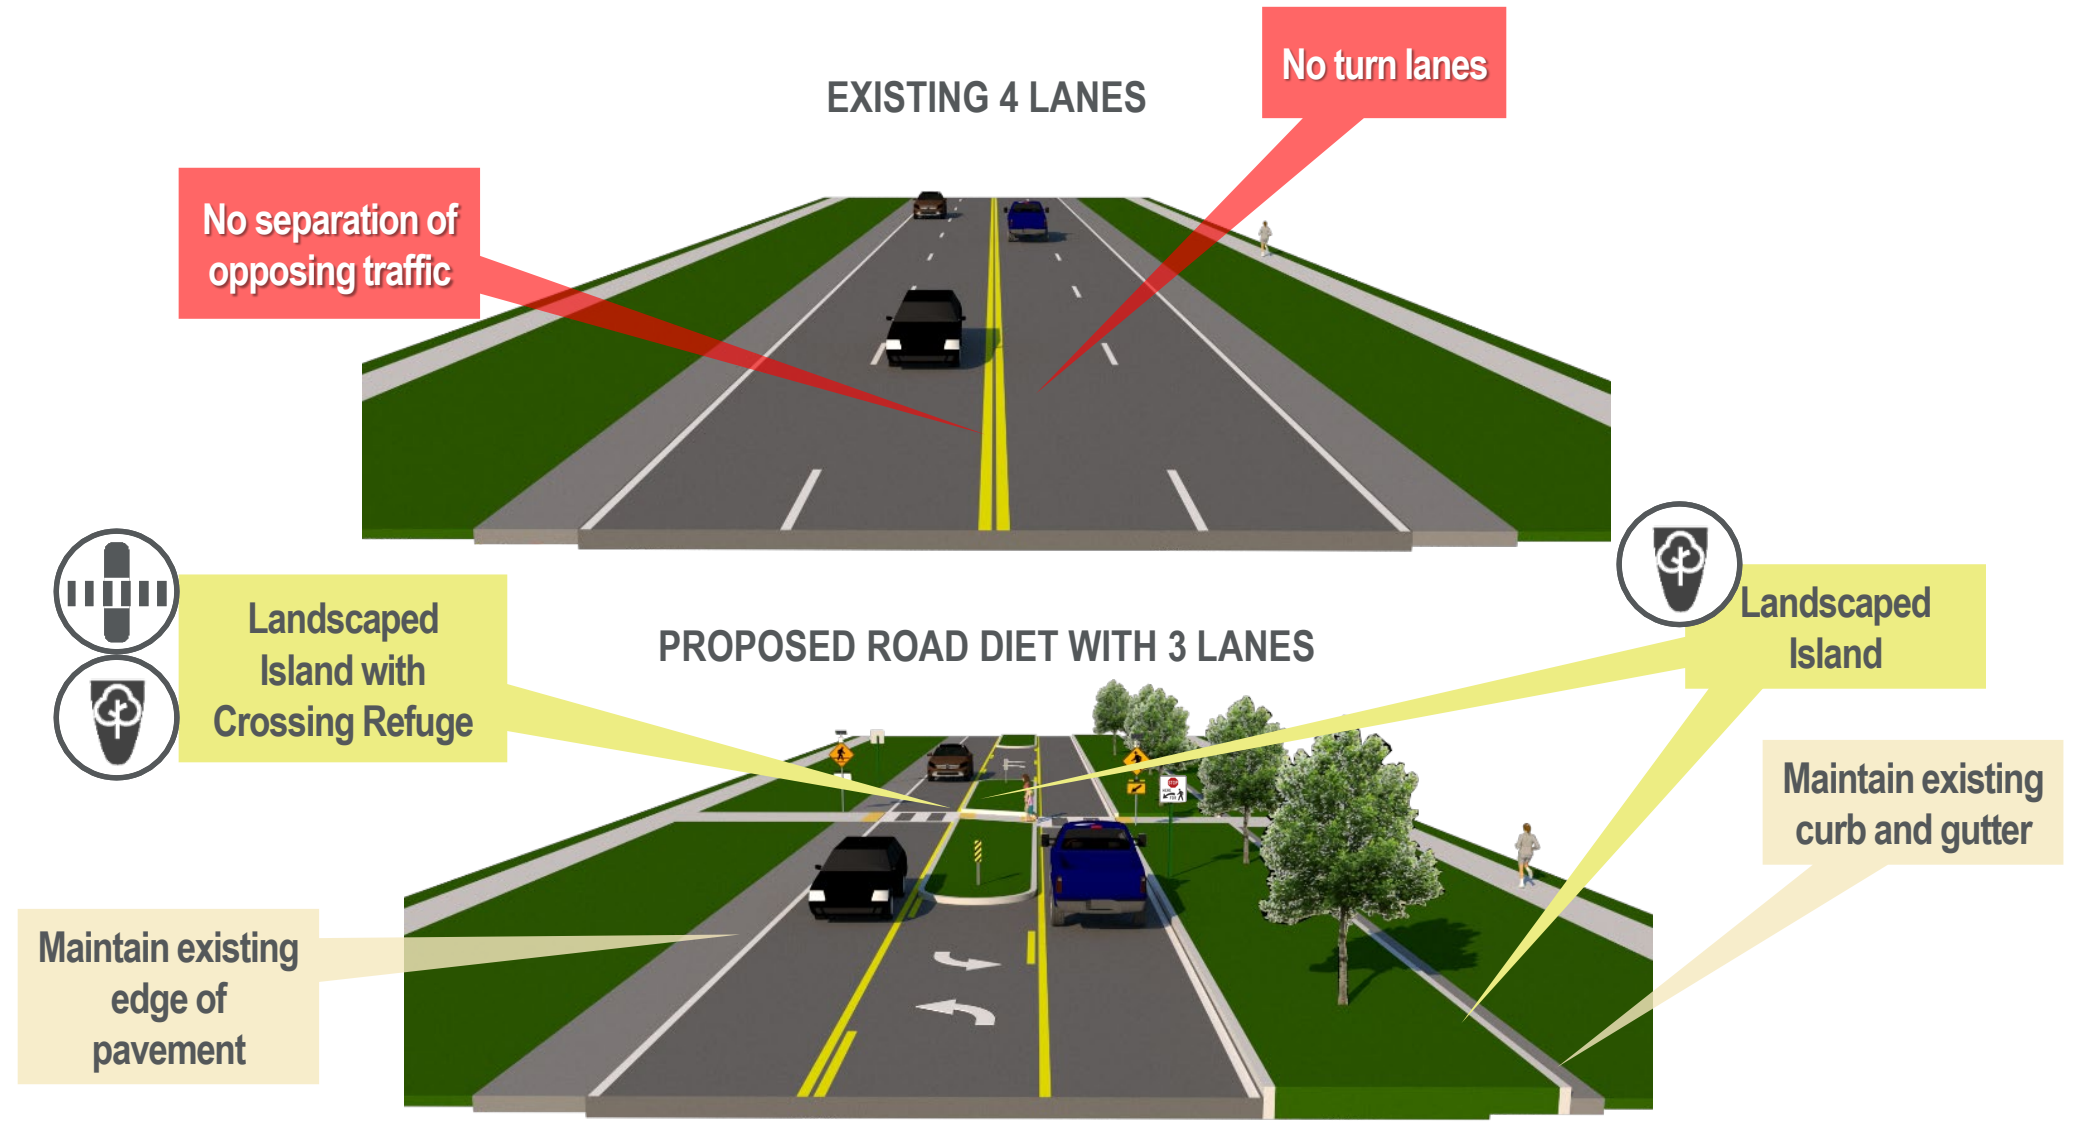 EXISTING 4 LANES
No turn lanes
No separation of
opposing traffic
PROPOSED ROAD DIET WITH 3 LANES
Landscaped
Island with
Crossing Refuge
Landscaped
Island
Maintain existing
curb and gutter
Maintain existing
edge of
pavement
STOP